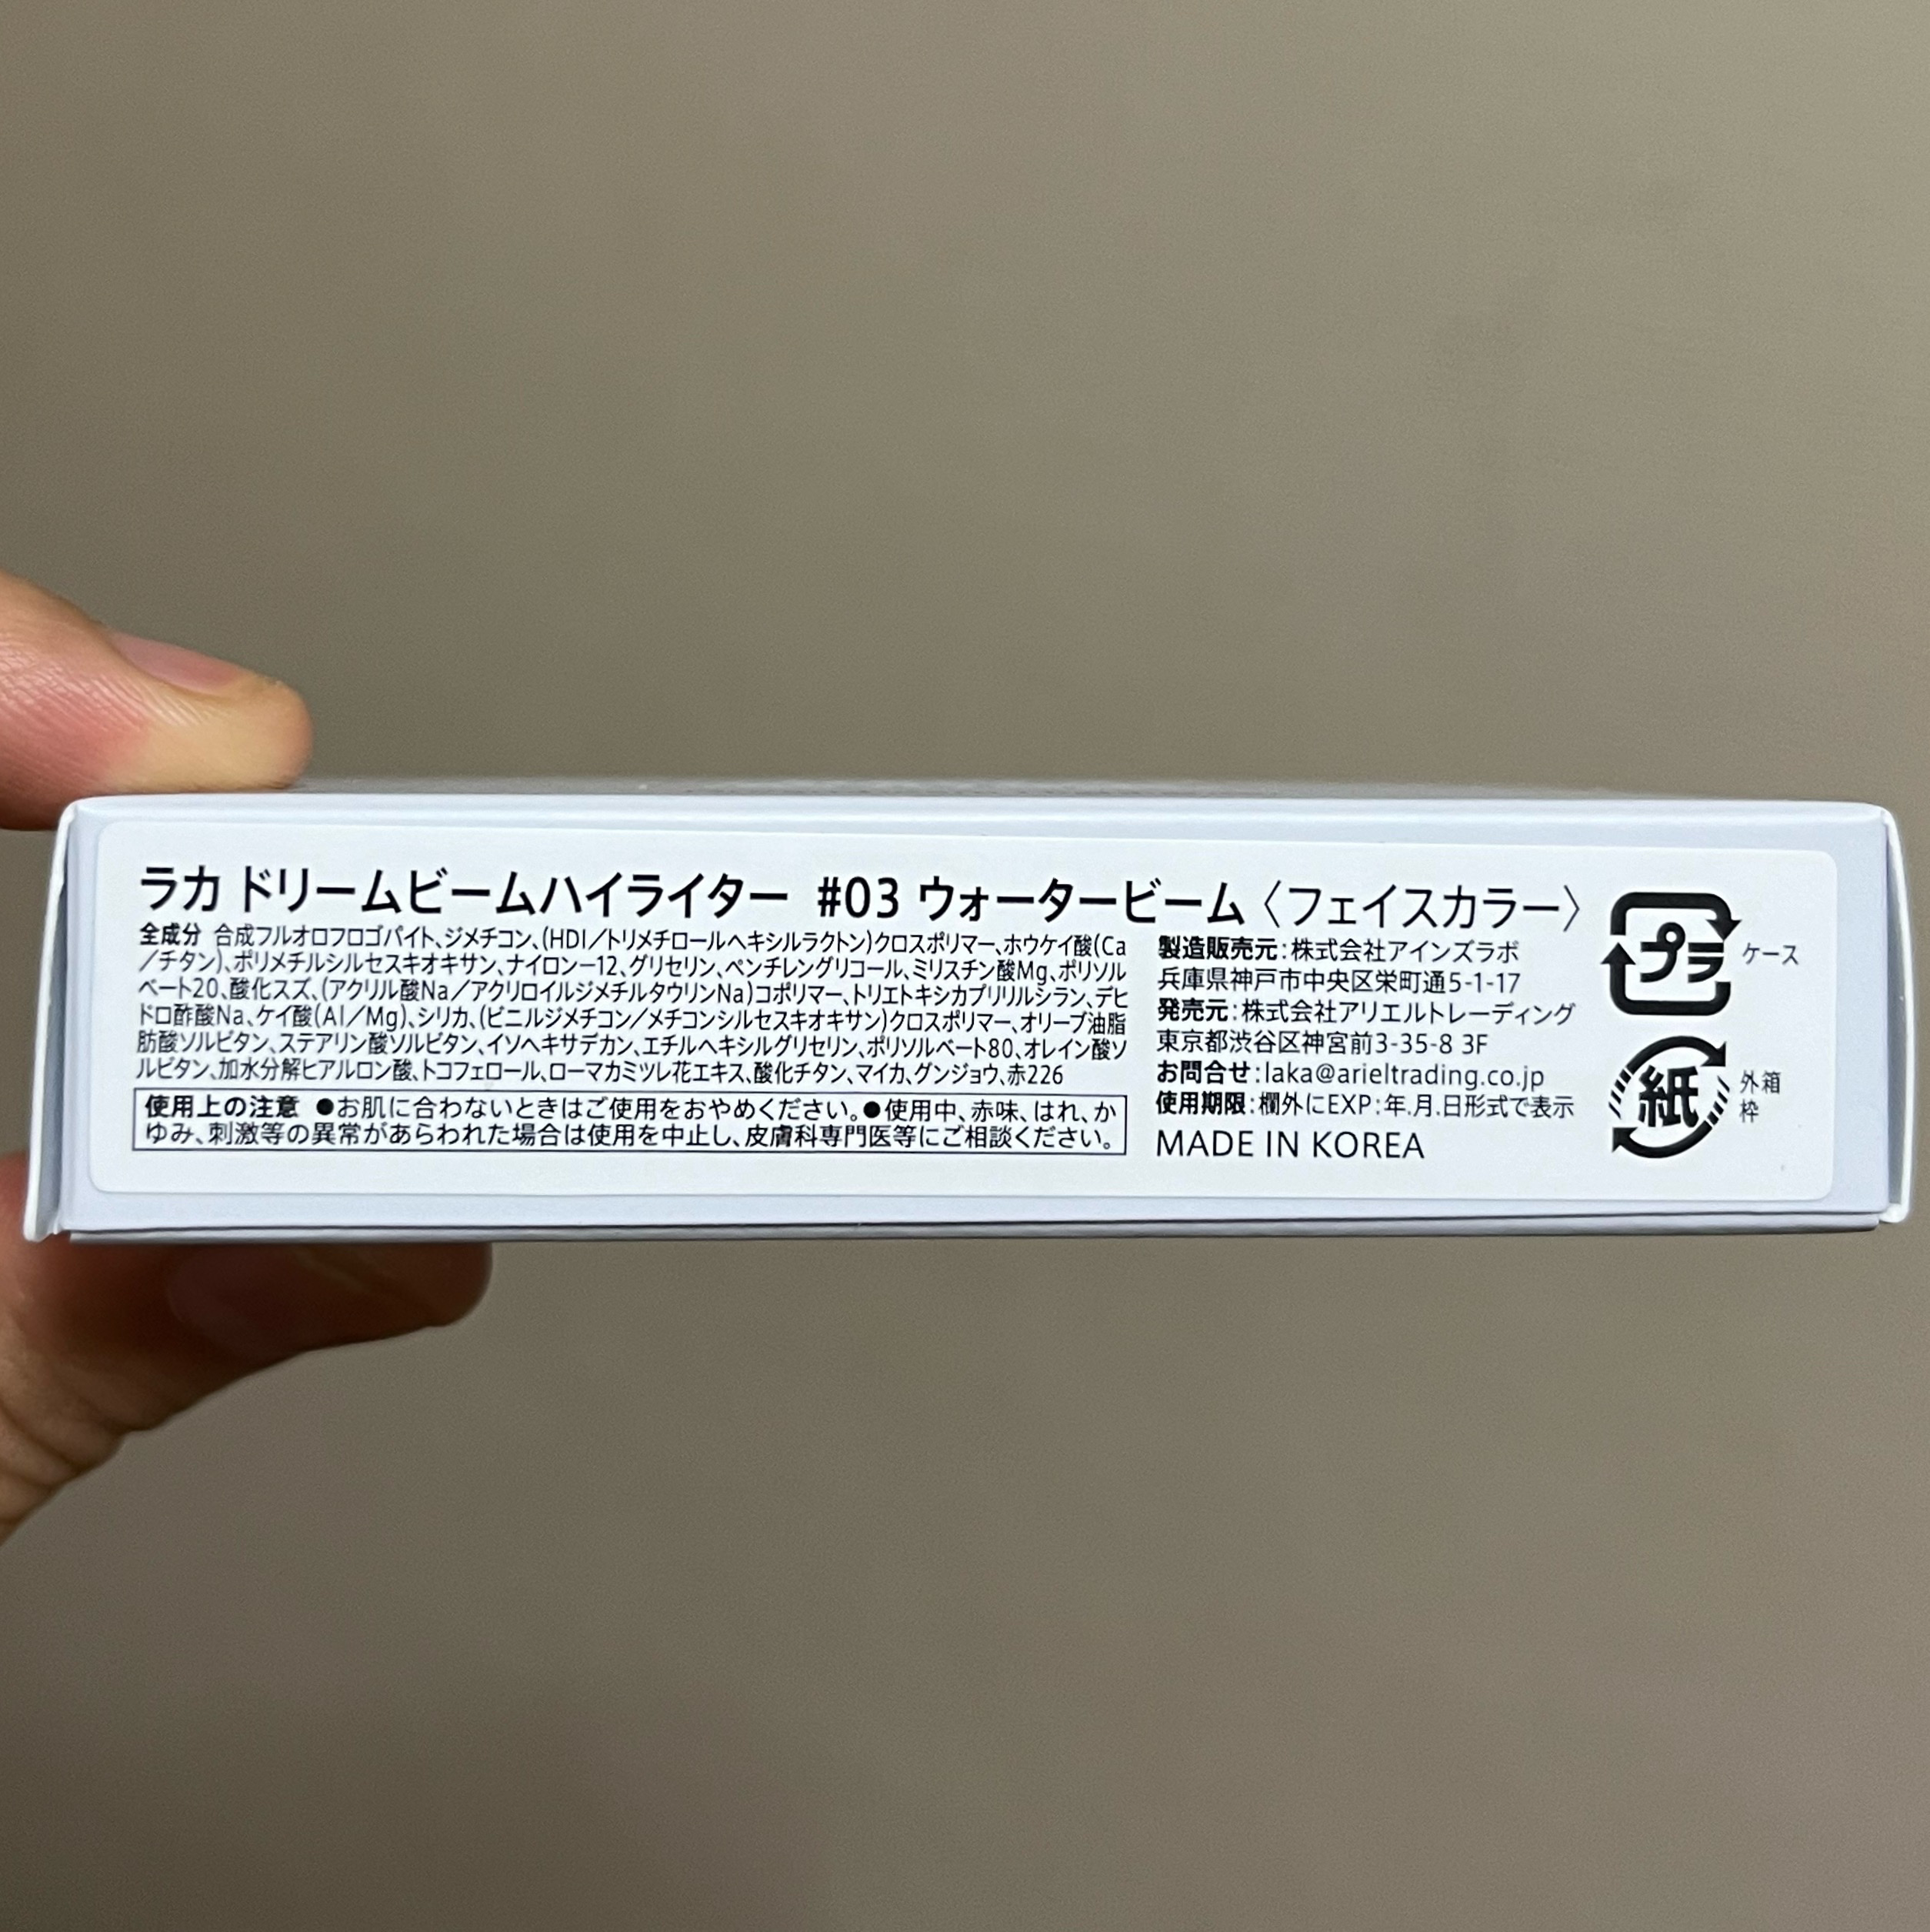 ラカ ドリームビームハイライター #03 ウォータービーム〈フェイスカラー〉
全成分 合成フルオロフロゴパイト、ジメチコン、(HDI／トリメチロールヘキシルラクトン)クロスポリマー、ホウケイ酸(Ca
／チタン)、ポリメチルシルセスキオキサン、ナイロンー12、グリセリン、ペンチレングリコール、ミリスチン酸Mg、ポリソル
ベート20、酸化スズ、(アクリル酸Na／アクリロイルジメチルタウリンNa)コポリマー、トリエトキシカプリリルシラン、デヒ
ドロ酢酸Na、ケイ酸(Al／Mg)、シリカ、(ビニルジメチコン／メチコンシルセスキオキサン)クロスポリマー、オリーブ油脂
肪酸ソルビタン、ステアリン酸ソルビタン、イソヘキサデカン、エチルヘキシルグリセリン、ポリソルベート80、オレイン酸ソ
ルビタン、加水分解ヒアルロン酸、トコフェロール、ローマカミツレ花エキス、酸化チタン、マイカ、グンジョウ、赤226
使用上の注意 ●お肌に合わないときはご使用をおやめください。●使用中、赤味、はれ、か
ゆみ、刺激等の異常があらわれた場合は使用を中止し、皮膚科専門医等にご相談ください。
製造販売元：株式会社アインズラボ
兵庫県神戸市中央区栄町通5-1-17
発売元：株式会社アリエルトレーディング
東京都渋谷区神宮前3-35-8 3F
お問合せ：laka@arieltrading.co.jp
使用期限：欄外にEXP：年.月.日形式で表示
MADE IN KOREA
プラ ケース
紙 外箱
枠